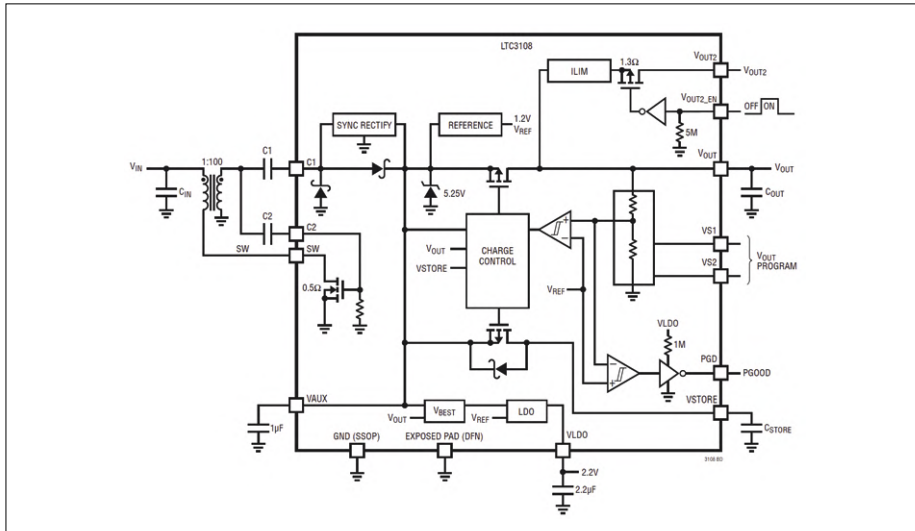 LTC3108
1.3Ω
VOUT2
VOUT2
ILIM
SYNC RECTIFY
REFERENCE
1.2V
VREF
VOUT2_EN
OFF ON
5M
C1
C1
VOUT
VOUT
VIN
1:100
CIN
5.25V
COUT
C2
C2
SW
SW
VOUT
VSTORE
CHARGE
CONTROL
+
−
VS1
VS2
VOUT
PROGRAM
0.5Ω
VREF
VLDO
1M
−
+
PGD
PGOOD
VSTORE
CSTORE
VAUX
1µF
VOUT
VBEST
VREF
LDO
GND (SSOP)
EXPOSED PAD (DFN)
VLDO
3108 BD
2.2V
2.2µF